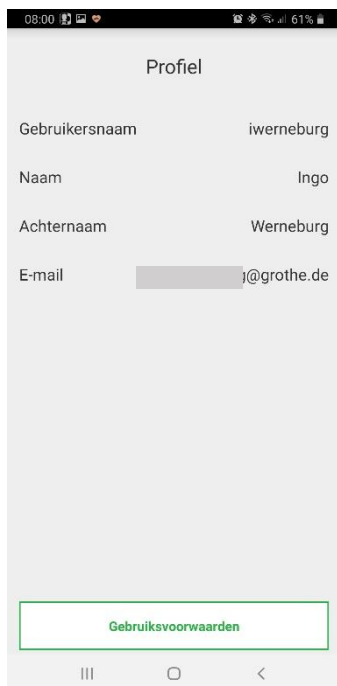 08:00 61%
Profiel
Gebruikersnaam iwerneburg
Naam Ingo
Achternaam Werneburg
E-mail @grothe.de
Gebruiksvoorwaarden